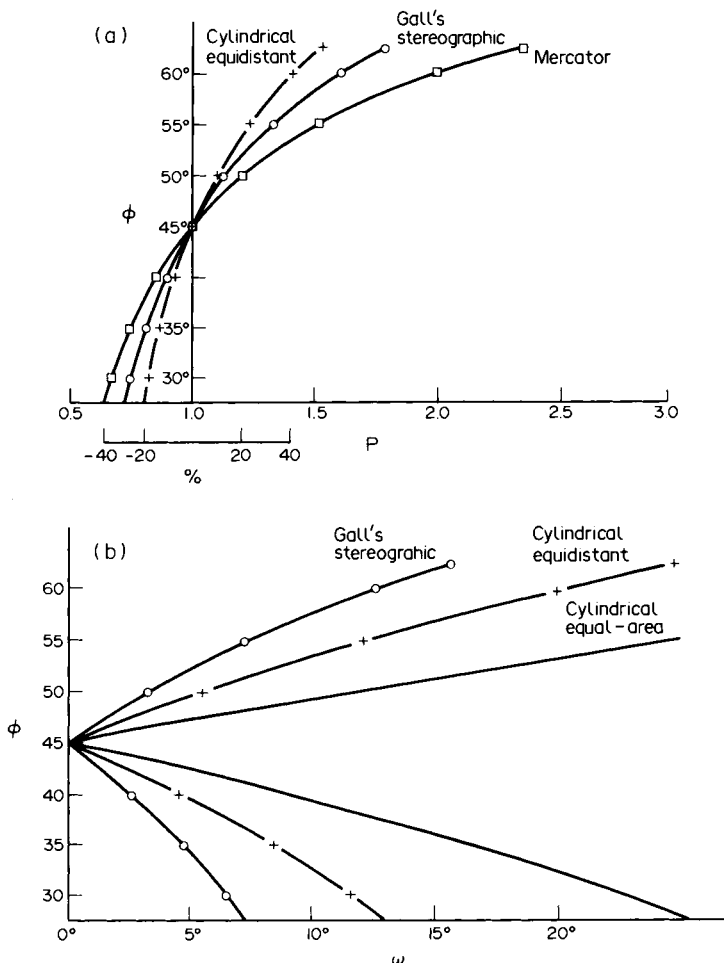 (a)
Cylindrical
equidistant
Gall's
stereographic
Mercator
60°
55°
50°
ϕ
45°
40°
35°
30°
0.5
1.0
1.5
2.0
2.5
3.0
-40
-20
20
40
%
P
(b)
Gall's
stereograhic
Cylindrical
equidistant
Cylindrical
equal-area
60
55
50
ϕ
45
40
35
30
0°
5°
10°
15°
20°
ω